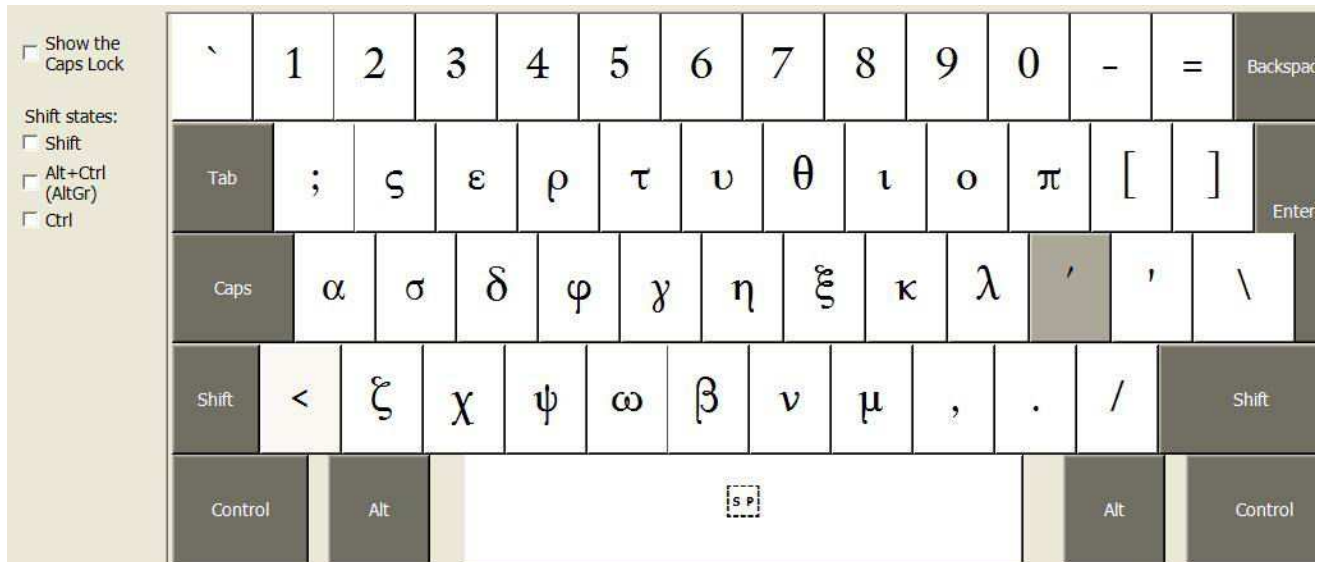 Show the
Caps Lock
Shift states:
Shift
Alt+Ctrl
(AltGr)
Ctrl
` 1 2 3 4 5 6 7 8 9 0 - = Backspac
Tab ; ς ε ρ τ υ θ ι ο π [ ] Enter
Caps α σ δ φ γ η ξ κ λ ΄ ' \
Shift < ζ χ ψ ω β ν μ , . / Shift
Control Alt SP Alt Control